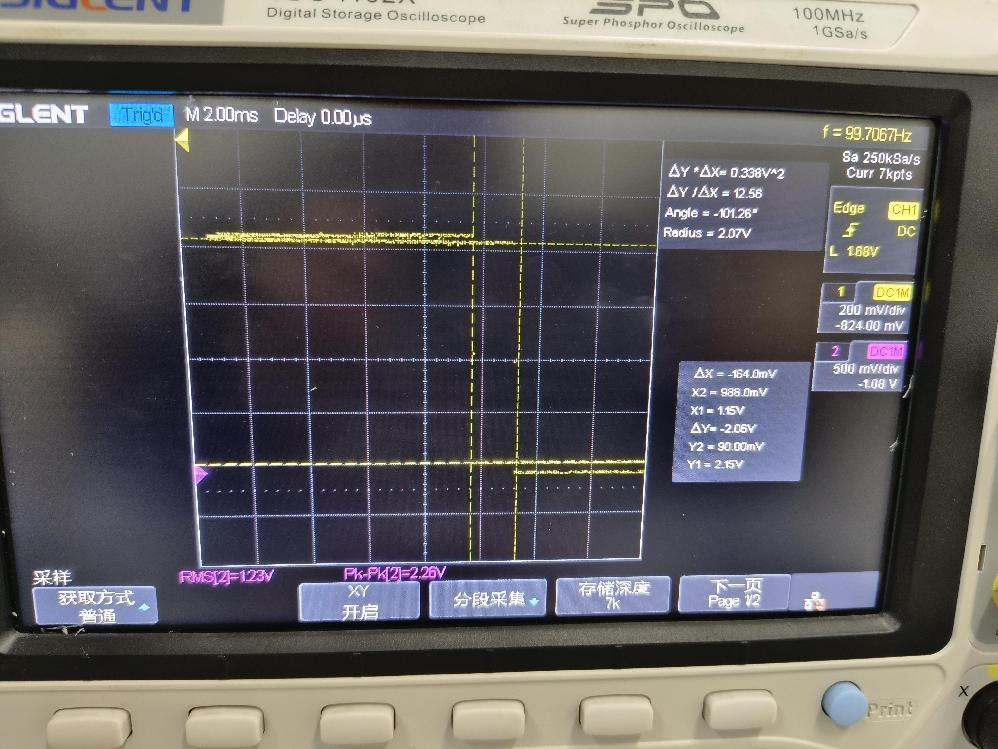 Digital Storage Oscilloscope
SPO
Super Phosphor Oscilloscope
100MHz
1GSa/s
GLENT
Trig'd
M 2.00ms
Delay 0.00µs
f = 99.7067Hz
Sa 250kSa/s
Curr 7kpts
ΔY *ΔX= 0.338V^2
ΔY /ΔX = 12.56
Angle = -101.26°
Radius = 2.07V
Edge CH1
DC
L 1.68V
1 DC1M
200 mV/div
-824.00 mV
2 DC1M
500 mV/div
-1.08 V
ΔX = -164.0mV
X2 = 988.0mV
X1 = 1.15V
ΔY= -2.06V
Y2 = 90.00mV
Y1 = 2.15V
RMS[2]=1.23V
Pk-Pk[2]=2.26V
采样
获取方式
普通
XY
开启
分段采集
存储深度
7k
下一页
Page 1/2
Print
X